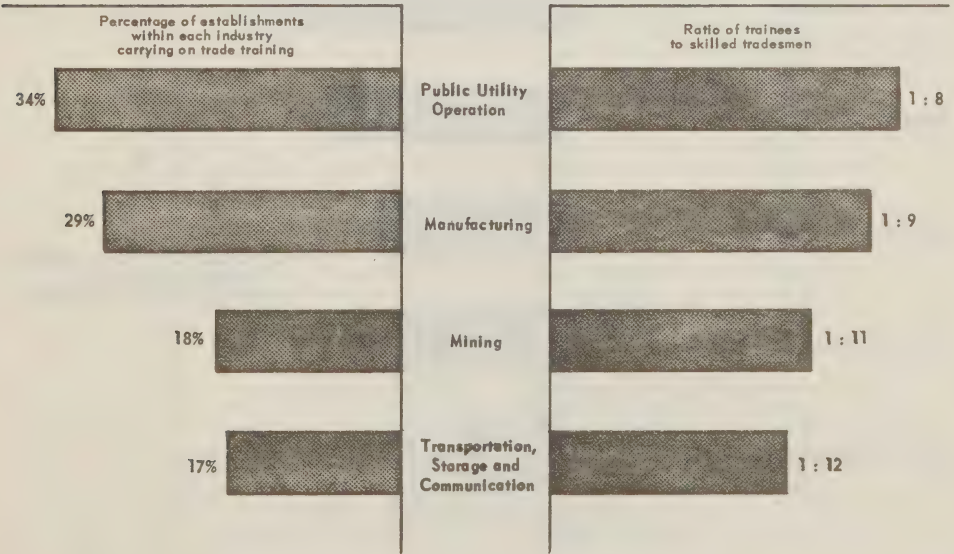 Percentage of establishments
within each industry
carrying on trade training
Ratio of trainees
to skilled tradesmen
34%
Public Utility
Operation
1 : 8
29%
Manufacturing
1 : 9
18%
Mining
1 : 11
17%
Transportation,
Storage and
Communication
1 : 12